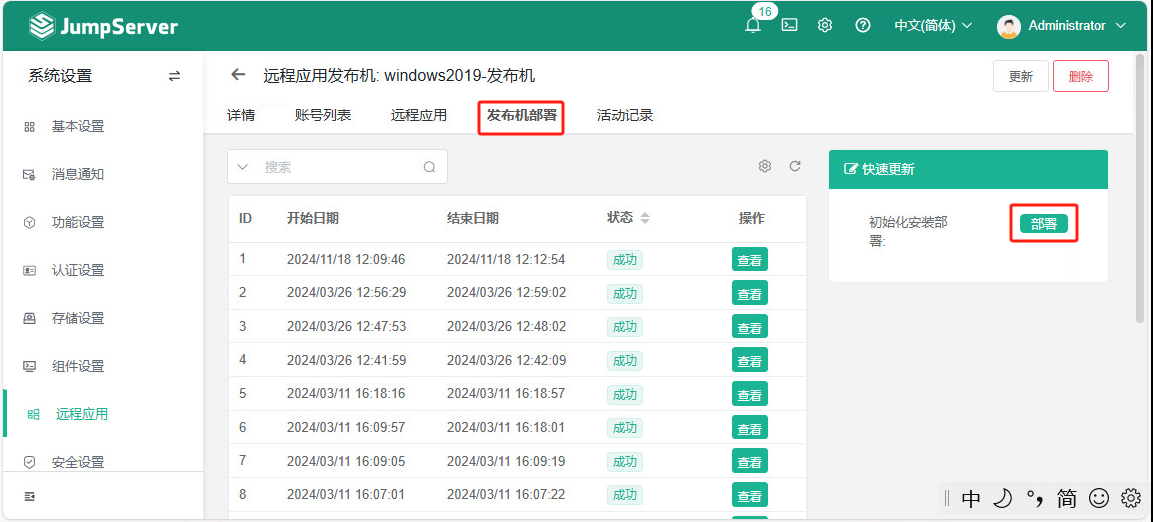 JumpServer
16
中文(简体)
Administrator
系统设置
远程应用发布机: windows2019-发布机
更新
删除
详情
账号列表
远程应用
发布机部署
活动记录
基本设置
消息通知
功能设置
认证设置
存储设置
组件设置
远程应用
安全设置
搜索
快速更新
初始化安装部
署:
部署
ID 开始日期 结束日期 状态 操作
1 2024/11/18 12:09:46 2024/11/18 12:12:54 成功 查看
2 2024/03/26 12:56:29 2024/03/26 12:59:02 成功 查看
3 2024/03/26 12:47:53 2024/03/26 12:48:02 成功 查看
4 2024/03/26 12:41:59 2024/03/26 12:42:09 成功 查看
5 2024/03/11 16:18:16 2024/03/11 16:18:57 成功 查看
6 2024/03/11 16:09:57 2024/03/11 16:18:01 成功 查看
7 2024/03/11 16:09:05 2024/03/11 16:09:19 成功 查看
8 2024/03/11 16:07:01 2024/03/11 16:07:22 成功 查看
中 °, 简